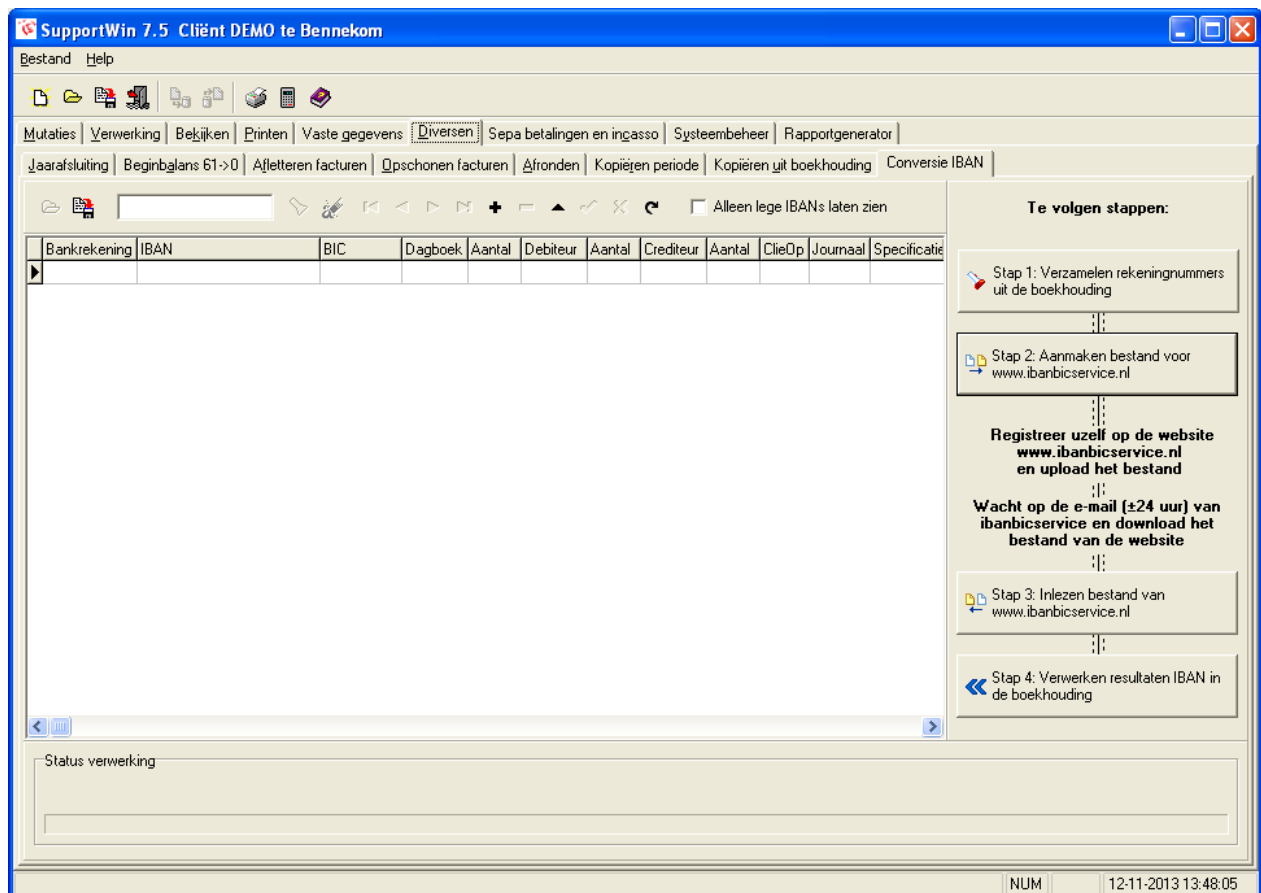 SupportWin 7.5 Cliënt DEMO te Bennekom
Bestand Help
Mutaties Verwerking Bekijken Printen Vaste gegevens Diversen Sepa betalingen en incasso Systeembeheer Rapportgenerator
Jaarafsluiting Beginbalans 61->0 Afletteren facturen Opschonen facturen Afronden Kopiëren periode Kopiëren uit boekhouding Conversie IBAN
Alleen lege IBANs laten zien
Te volgen stappen:
Bankrekening IBAN BIC Dagboek Aantal Debiteur Aantal Crediteur Aantal ClieOp Journaal Specificatie
Stap 1: Verzamelen rekeningnummers
uit de boekhouding
Stap 2: Aanmaken bestand voor
www.ibanbicservice.nl
Registreer uzelf op de website
www.ibanbicservice.nl
en upload het bestand
Wacht op de e-mail (±24 uur) van
ibanbicservice en download het
bestand van de website
Stap 3: Inlezen bestand van
www.ibanbicservice.nl
Stap 4: Verwerken resultaten IBAN in
de boekhouding
Status verwerking
NUM 12-11-2013 13:48:05